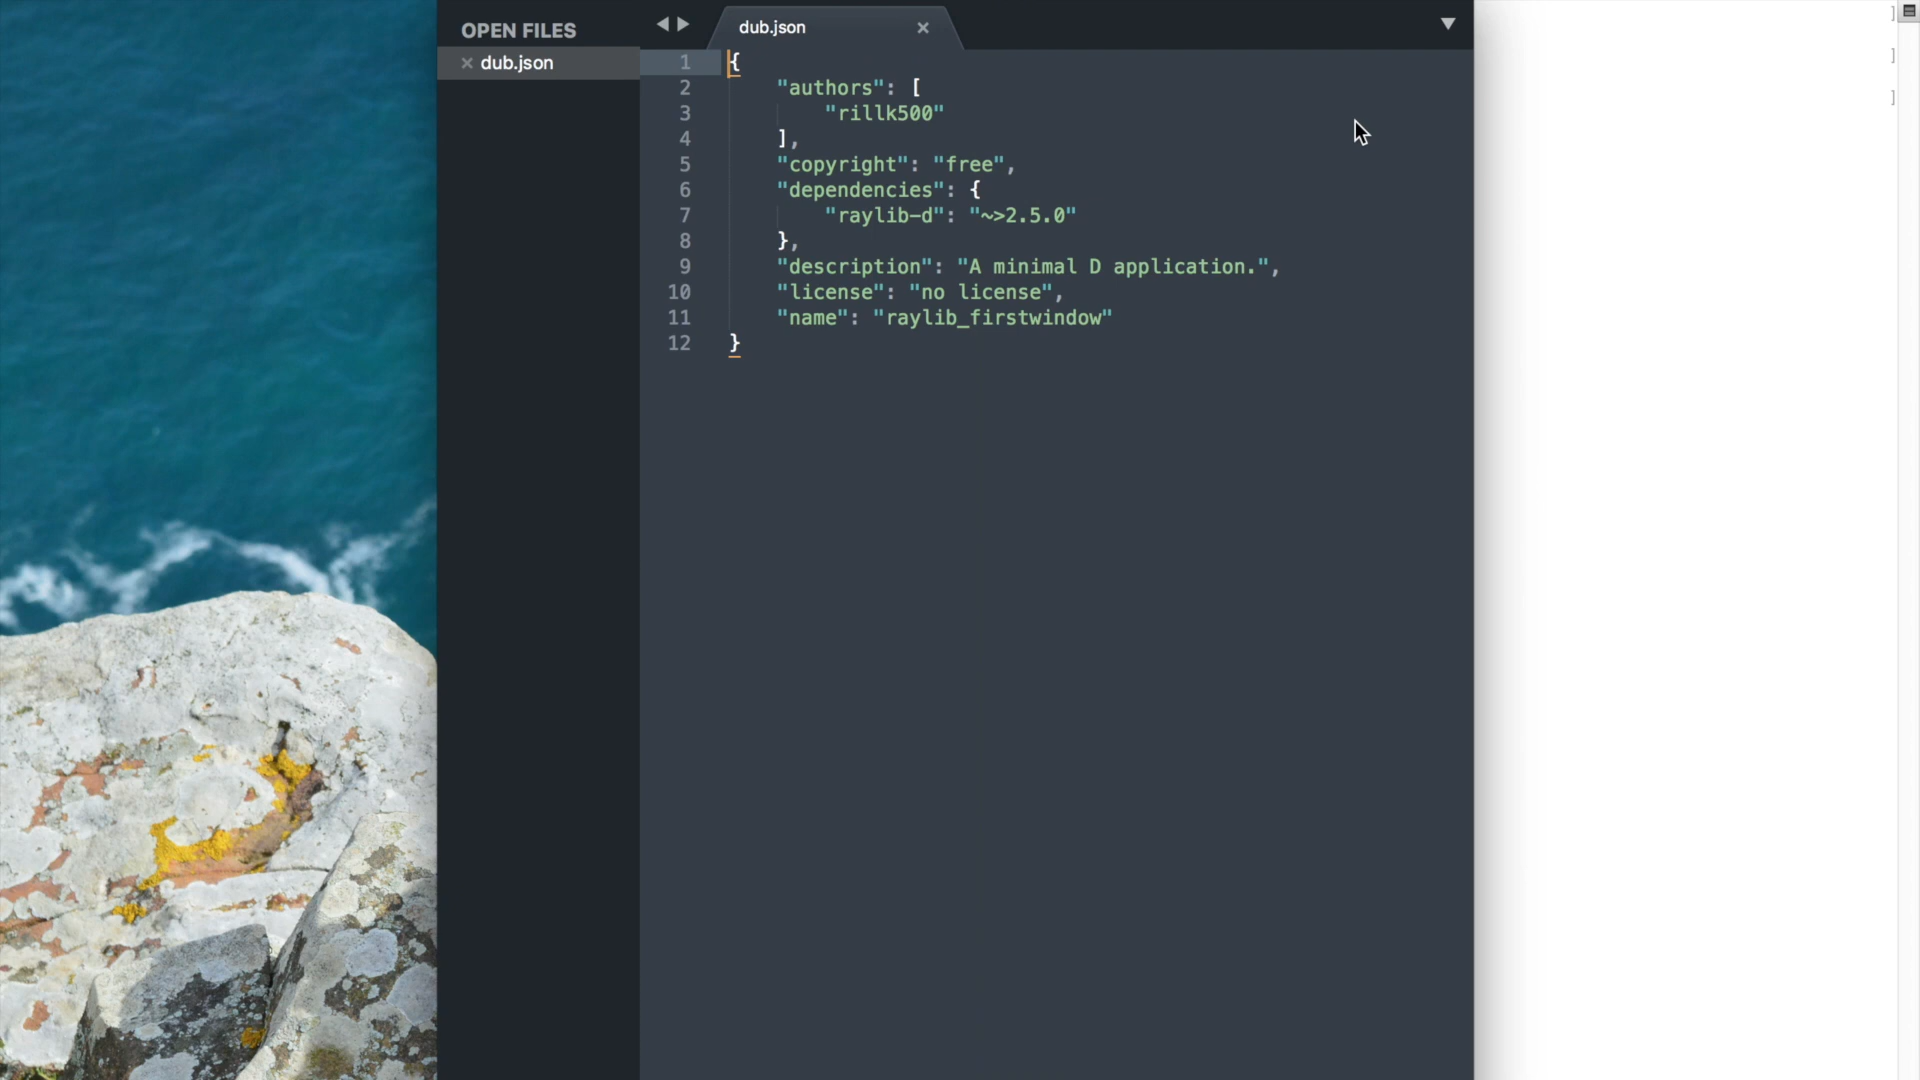 OPEN FILES
dub.json
dub.json
1 {
2     "authors": [
3         "rillk500"
4     ],
5     "copyright": "free",
6     "dependencies": {
7         "raylib-d": "~>2.5.0"
8     },
9     "description": "A minimal D application.",
10     "license": "no license",
11     "name": "raylib_firstwindow"
12 }
]
]
]